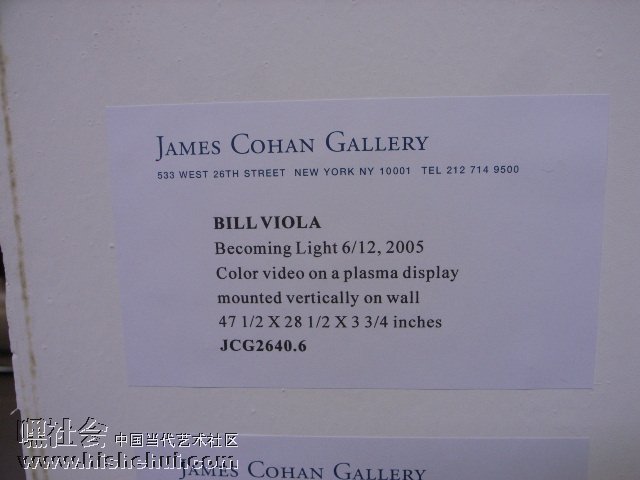 JAMES COHAN GALLERY
533 WEST 26TH STREET NEW YORK NY 10001 TEL 212 714 9500
BILL VIOLA
Becoming Light 6/12, 2005
Color video on a plasma display
mounted vertically on wall
47 1/2 X 28 1/2 X 3 3/4 inches
JCG2640.6
嘿社会 中国当代艺术社区
www.hishehui.com
JAMES COHAN GALLERY